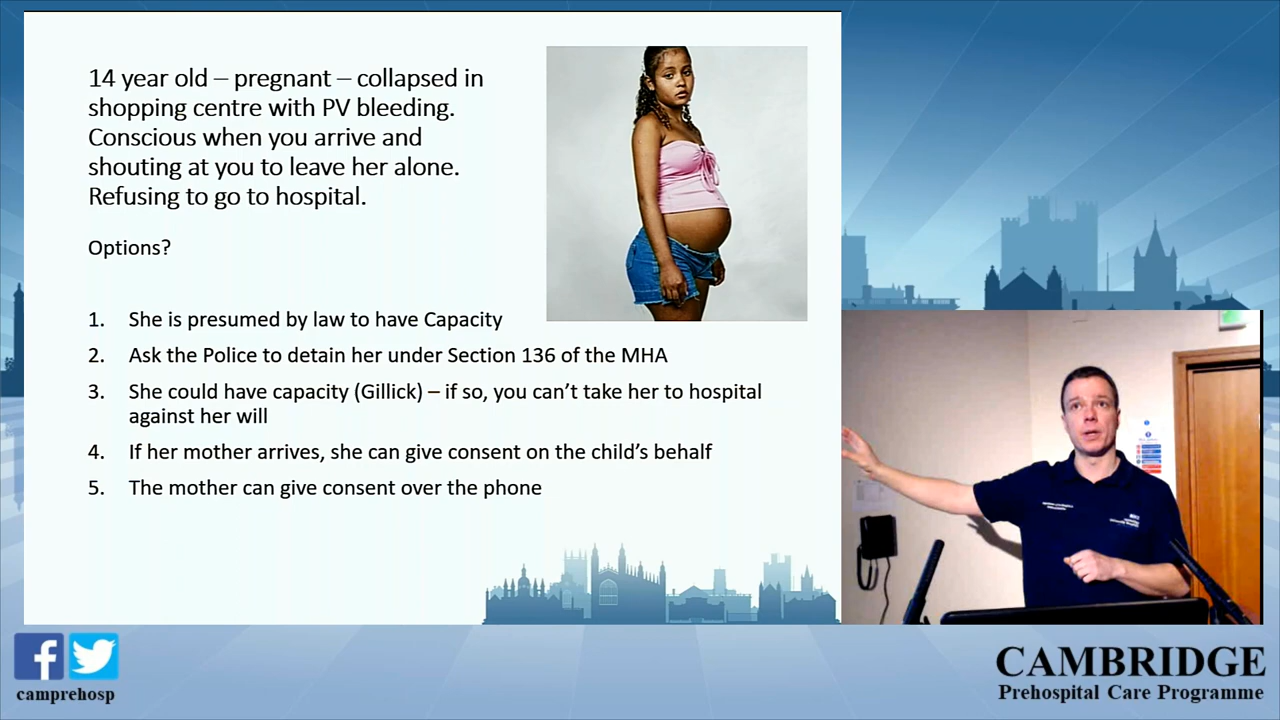 14 year old – pregnant – collapsed in
shopping centre with PV bleeding.
Conscious when you arrive and
shouting at you to leave her alone.
Refusing to go to hospital.
Options?
1. She is presumed by law to have Capacity
2. Ask the Police to detain her under Section 136 of the MHA
3. She could have capacity (Gillick) – if so, you can't take her to hospital
against her will
4. If her mother arrives, she can give consent on the child's behalf
5. The mother can give consent over the phone
camprehosp
CAMBRIDGE
Prehospital Care Programme